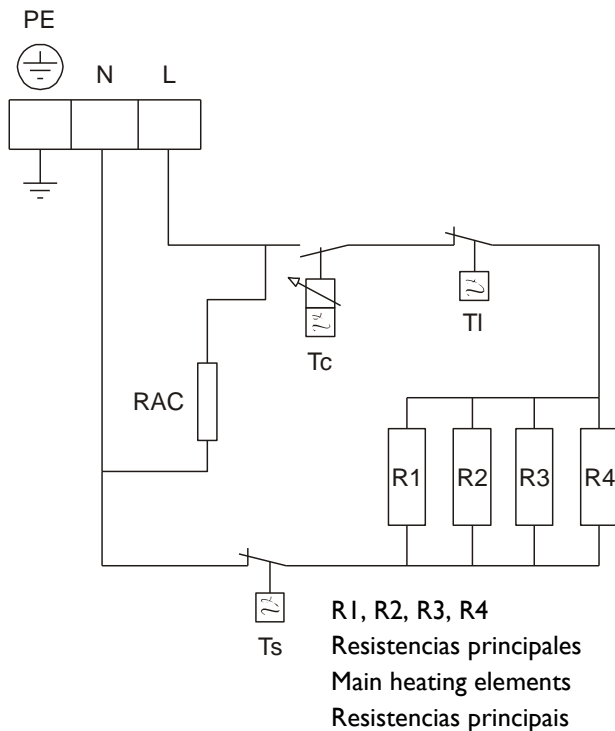 PE
N L
Tl
Tc
RAC
R1 R2 R3 R4
Ts
R1, R2, R3, R4
Resistencias principales
Main heating elements
Resistencias principais